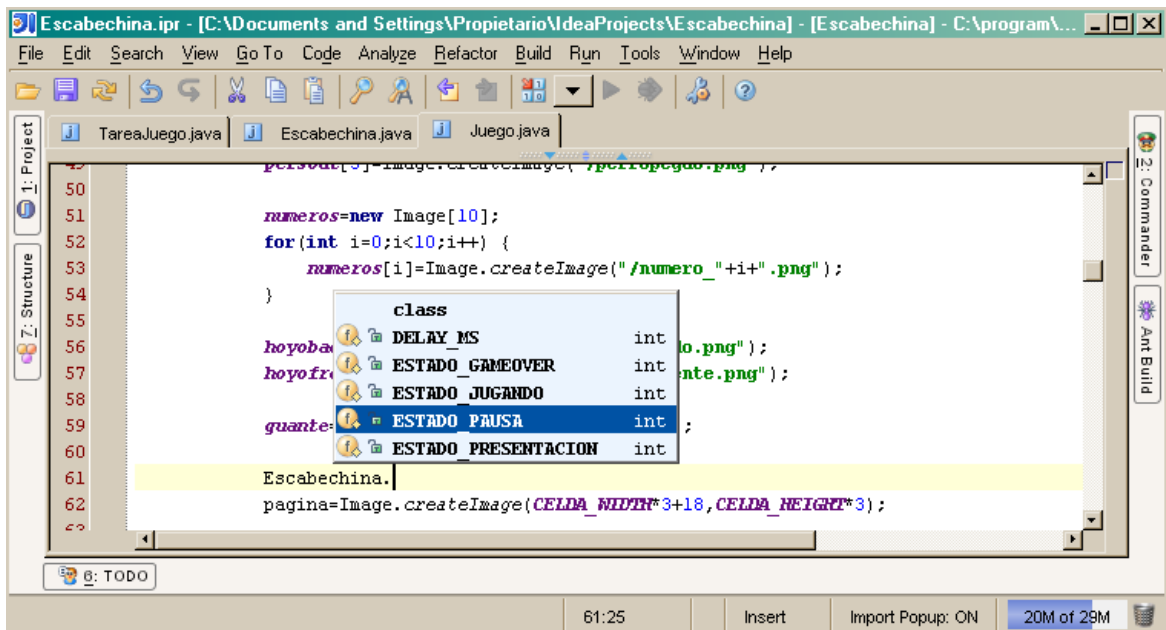 Escabechina.ipr - [C:\Documents and Settings\Propietario\IdeaProjects\Escabechina] - [Escabechina] - C:\program\...
File Edit Search View Go To Code Analyze Refactor Build Run Tools Window Help
TareaJuego.java Escabechina.java Juego.java
1: Project
7: Structure
2: Commander
Ant Build
50
51 numeros=new Image[10];
52 for(int i=0;i<10;i++) {
53 numeros[i]=Image.createImage("/numero_"+i+".png");
54 }
55
56 hoyoba do.png");
57 hoyofr nte.png");
58
59 guante= ;
60
61 Escabechina.
62 pagina=Image.createImage(CELDA_WIDTH*3+18,CELDA_HEIGHT*3);
class
DELAY_MS int
ESTADO_GAMEOVER int
ESTADO_JUGANDO int
ESTADO_PAUSA int
ESTADO_PRESENTACION int
6: TODO
61:25 Insert Import Popup: ON 20M of 29M